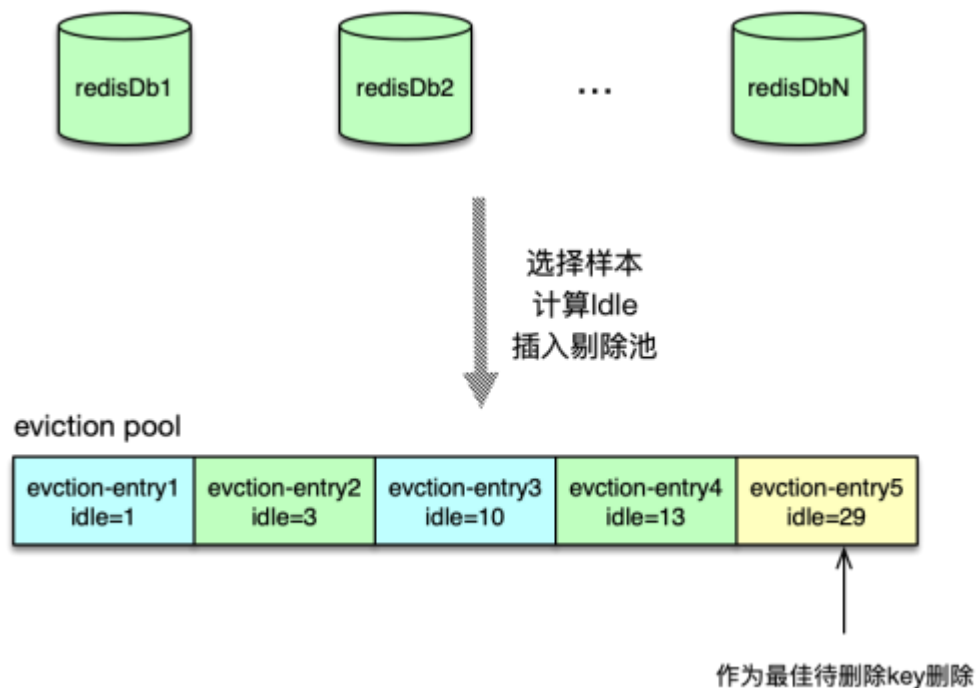 redisDb1
redisDb2
...
redisDbN
选择样本
计算Idle
插入剔除池
eviction pool
evction-entry1
idle=1
evction-entry2
idle=3
evction-entry3
idle=10
evction-entry4
idle=13
evction-entry5
idle=29
作为最佳待删除key删除